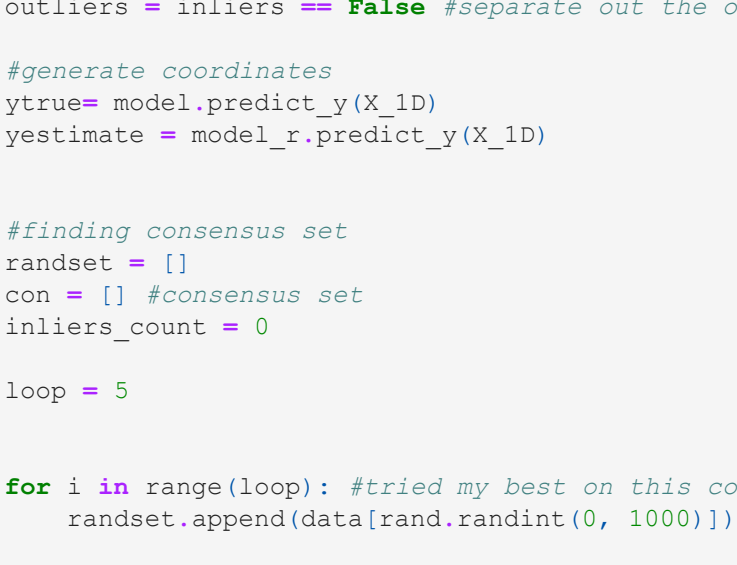 outliers = inliers == False #separate out the
#generate coordinates
ytrue= model.predict_y(X_1D)
yestimate = model_r.predict_y(X_1D)
#finding consensus set
randset = []
con = [] #consensus set
inliers_count = 0
loop = 5
for i in range(loop): #tried my best on this
    randset.append(data[rand.randint(0, 1000)])